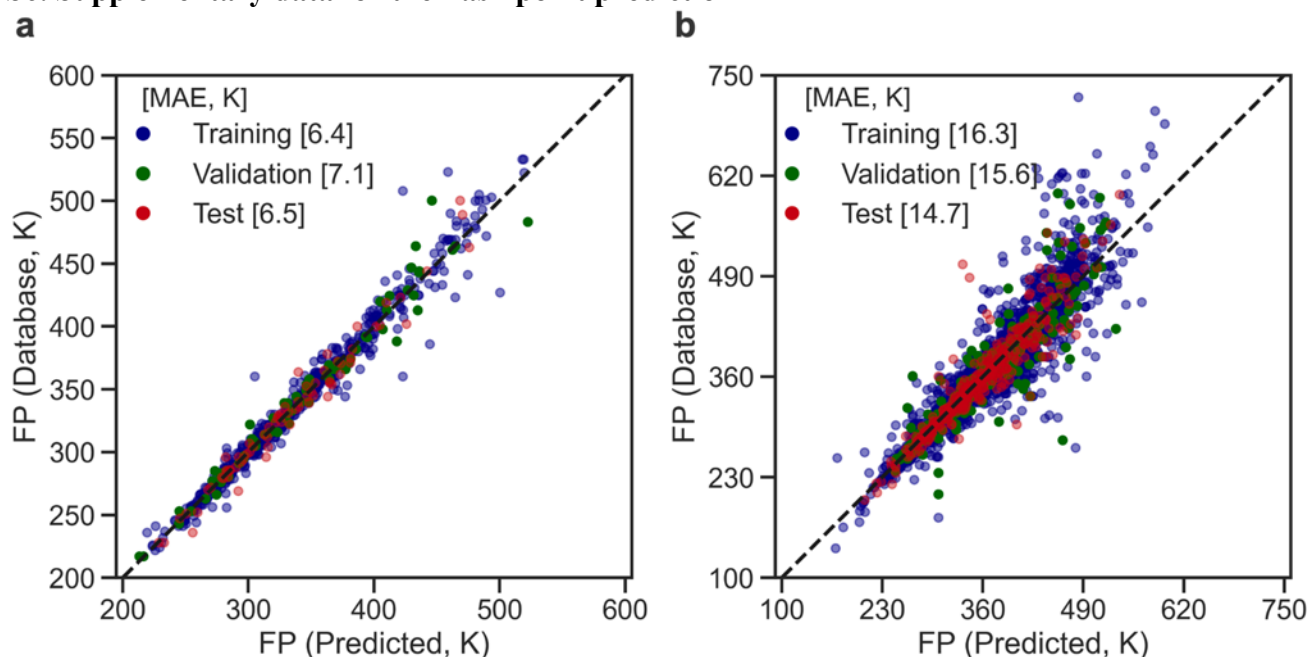 a
600
550
500
450
400
350
300
250
200
200 300 400 500 600
FP (Database, K)
FP (Predicted, K)
[MAE, K]
Training [6.4]
Validation [7.1]
Test [6.5]
b
750
620
490
360
230
100
100 230 360 490 620 750
FP (Database, K)
FP (Predicted, K)
[MAE, K]
Training [16.3]
Validation [15.6]
Test [14.7]